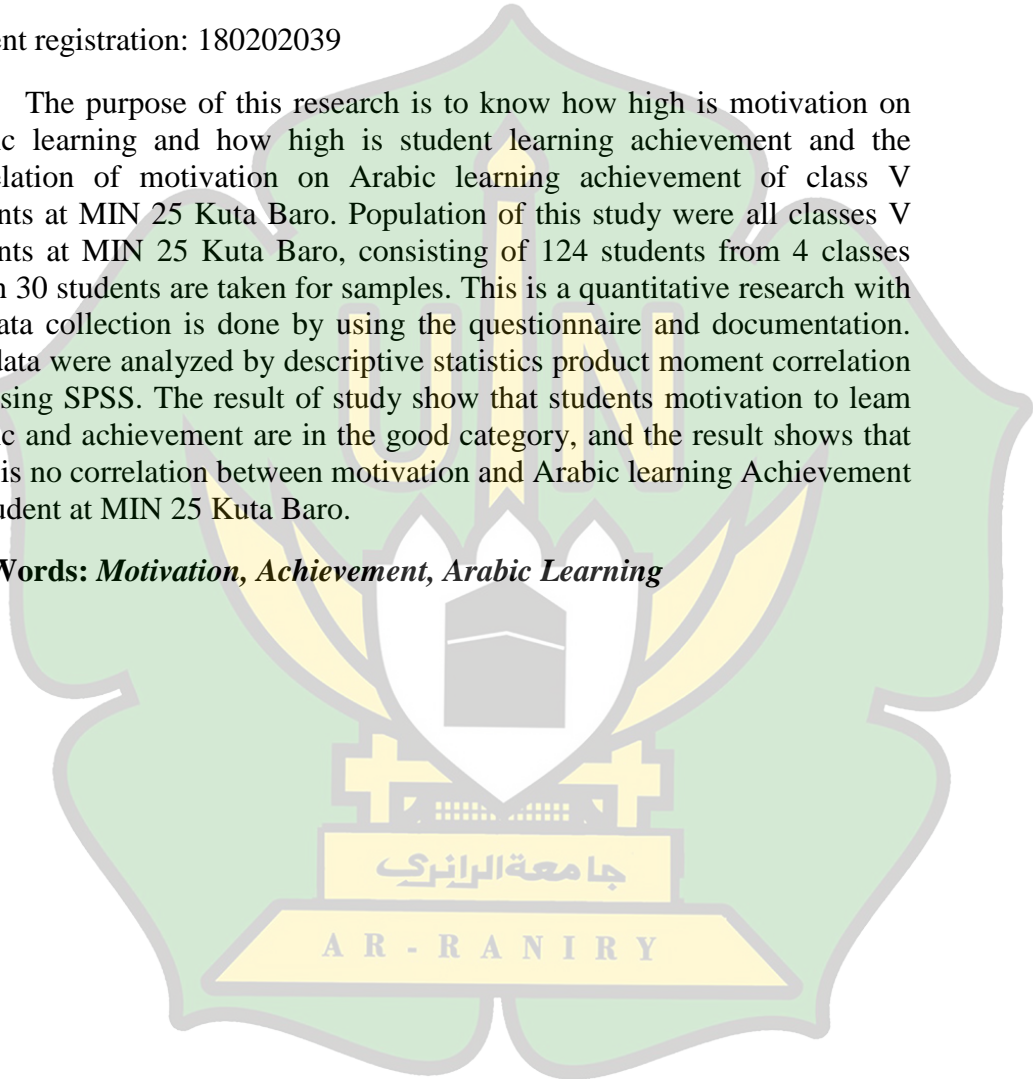 ent registration: 180202039
The purpose of this research is to know how high is motivation on
ic learning and how high is student learning achievement and the
elation of motivation on Arabic learning achievement of class V
ents at MIN 25 Kuta Baro. Population of this study were all classes V
ents at MIN 25 Kuta Baro, consisting of 124 students from 4 classes
n 30 students are taken for samples. This is a quantitative research with
ata collection is done by using the questionnaire and documentation.
data were analyzed by descriptive statistics product moment correlation
sing SPSS. The result of study show that students motivation to leam
ic and achievement are in the good category, and the result shows that
is no correlation between motivation and Arabic learning Achievement
udent at MIN 25 Kuta Baro.
Words: Motivation, Achievement, Arabic Learning
UIN
جامعةالرانري
AR-RANIRY